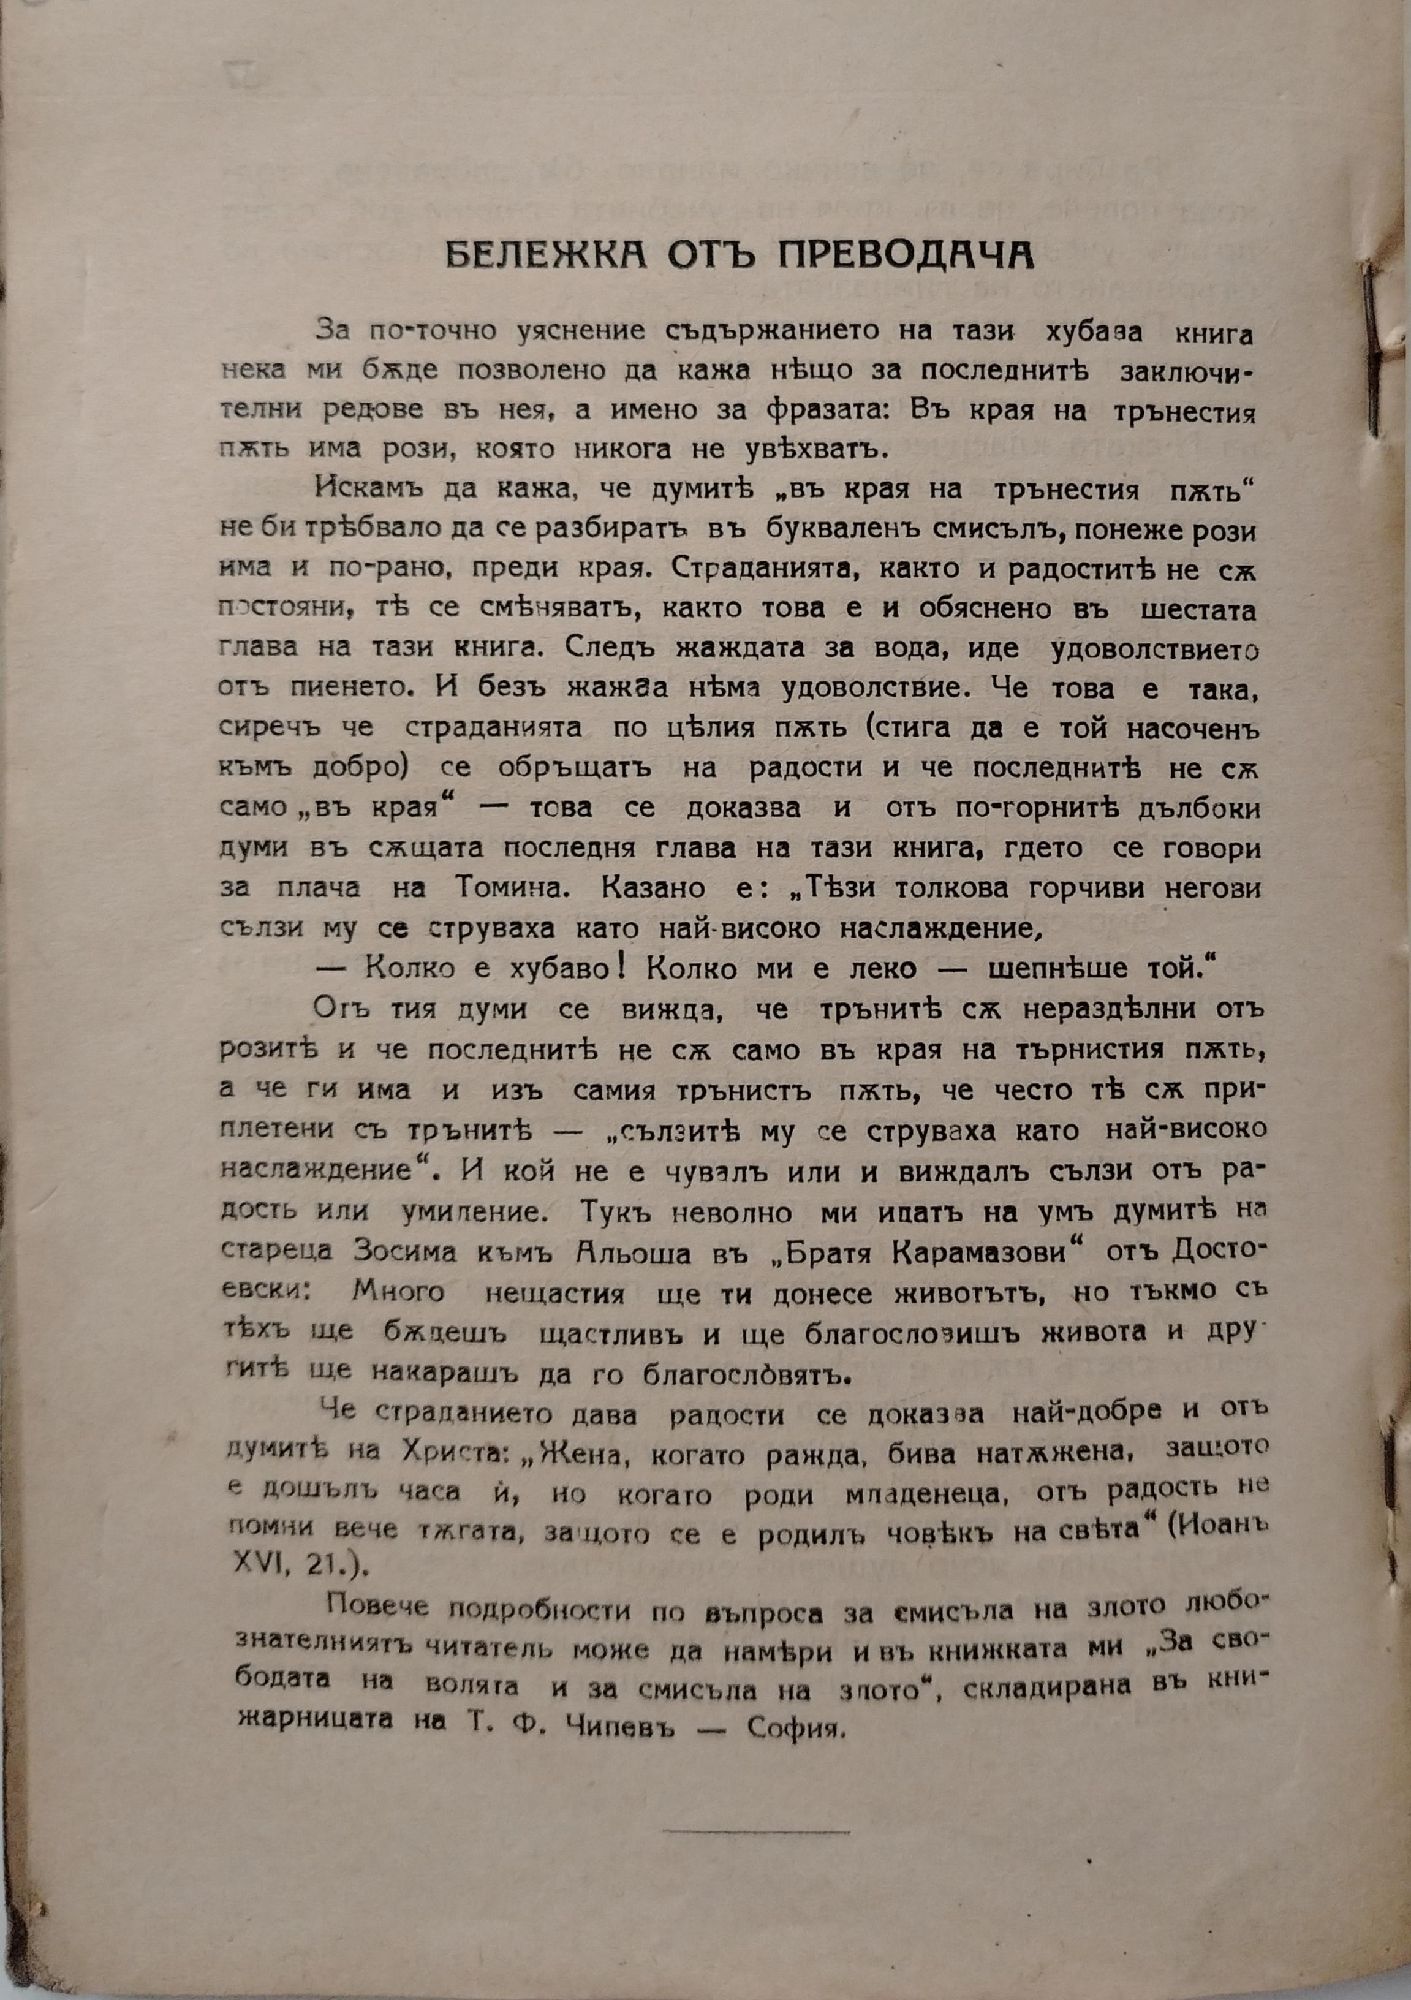 БЕЛЕЖКА ОТЪ ПРЕВОДАЧА
За по-точно уяснение съдържанието на тази хубава книга
нека ми бѫде позволено да кажа нѣщо за последнитѣ заключи-
телни редове въ нея, а имено за фразата: Въ края на трънестия
пѫть има рози, която никога не увѣхватъ.
Искамъ да кажа, че думитѣ „въ края на трънестия пѫть“
не би трѣбвало да се разбиратъ въ букваленъ смисълъ, понеже рози
има и по-рано, преди края. Страданията, както и радоститѣ не сѫ
постояни, тѣ се смѣняватъ, както това е и обяснено въ шестата
глава на тази книга. Следъ жаждата за вода, иде удоволствието
отъ пиенето. И безъ жажда нѣма удоволствие. Че това е така,
сиречъ че страданията по цѣлия пѫть (стига да е той насоченъ
къмъ добро) се обръщатъ на радости и че последнитѣ не сѫ
само „въ края“ — това се доказва и отъ по-горнитѣ дълбоки
думи въ сѫщата последня глава на тази книга, гдето се говори
за плача на Томина. Казано е: „Тѣзи толкова горчиви негови
сълзи му се струваха като най-високо наслаждение,
— Колко е хубаво! Колко ми е леко — шепнѣше той.“
Отъ тия думи се вижда, че трънитѣ сѫ нераздѣлни отъ
розитѣ и че последнитѣ не сѫ само въ края на търнистия пѫть,
а че ги има и изъ самия трънистъ пѫть, че често тѣ сѫ при-
плетени съ трънитѣ — „сълзитѣ му се струваха като най-високо
наслаждение“. И кой не е чувалъ или и виждалъ сълзи отъ ра-
дость или умиление. Тукъ неволно ми идатъ на умъ думитѣ на
стареца Зосима къмъ Альоша въ „Братя Карамазови“ отъ Досто-
евски: Много нещастия ще ти донесе животътъ, но тъкмо съ
тѣхъ ще бѫдешъ щастливъ и ще благословишъ живота и дру-
гитѣ ще накарашъ да го благословятъ.
Че страданието дава радости се доказва най-добре и отъ
думитѣ на Христа: „Жена, когато ражда, бива натѫжена, защото
е дошълъ часа ѝ, но когато роди младенеца, отъ радость не
помни вече тѫгата, защото се е родилъ човѣкъ на свѣта“ (Иоанъ
XVI, 21.).
Повече подробности по въпроса за смисъла на злото любо-
знателниятъ читатель може да намѣри и въ книжката ми „За сво-
бодата на волята и за смисъла на злото“, складирана въ кни-
жарницата на Т. Ф. Чипевъ — София.